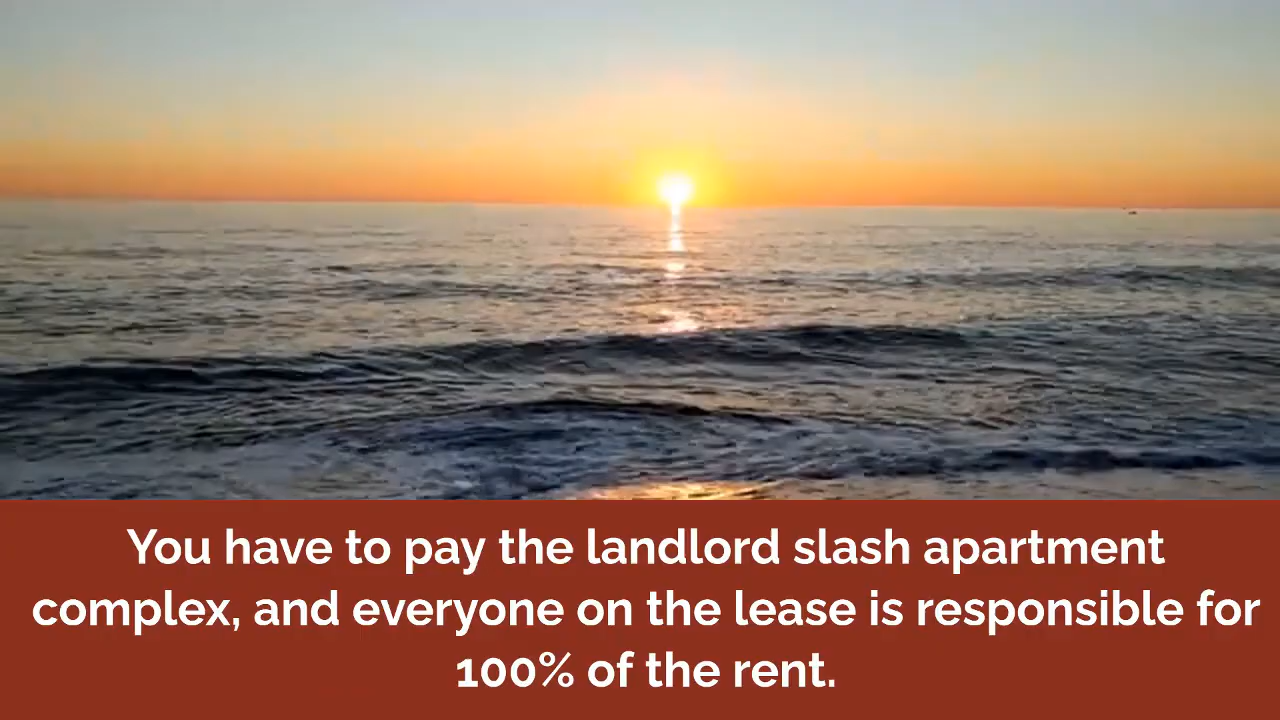 You have to pay the landlord slash apartment
complex, and everyone on the lease is responsible for
100% of the rent.